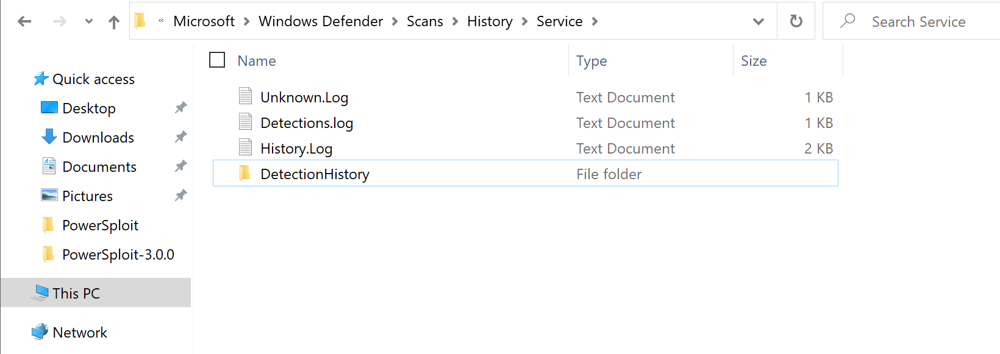 « Microsoft > Windows Defender > Scans > History > Service >
Search Service
Quick access
Desktop
Downloads
Documents
Pictures
PowerSploit
PowerSploit-3.0.0
This PC
Network
Name Type Size
Unknown.Log Text Document 1 KB
Detections.log Text Document 1 KB
History.Log Text Document 2 KB
DetectionHistory File folder